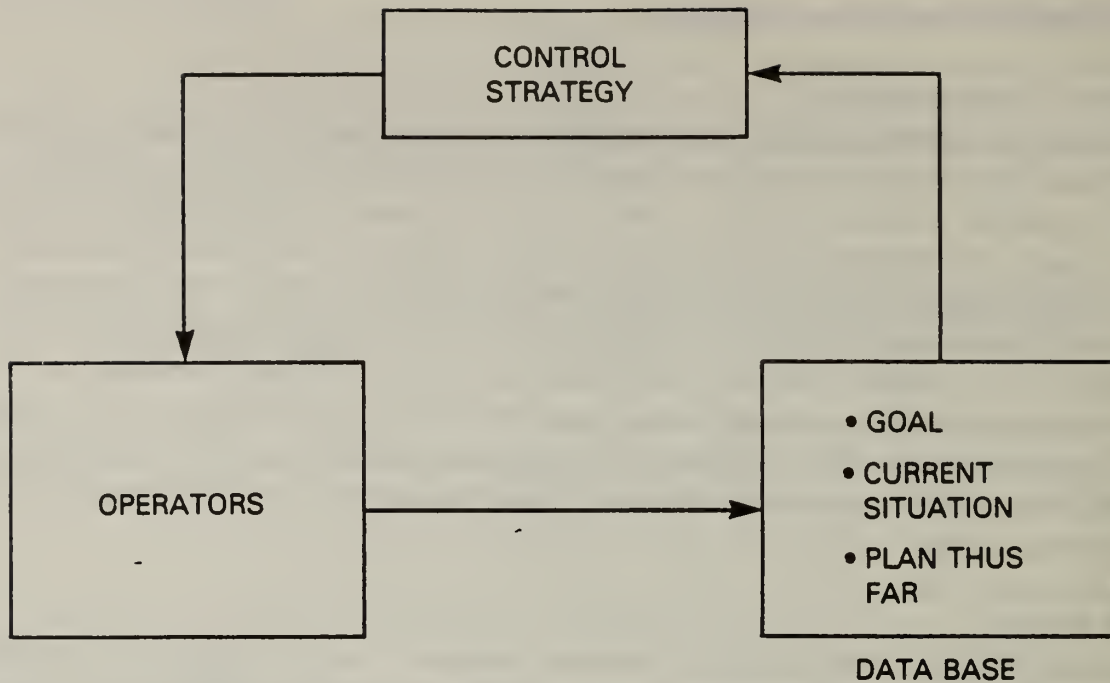 CONTROL
STRATEGY
OPERATORS
• GOAL
• CURRENT
SITUATION
• PLAN THUS
FAR
DATA BASE